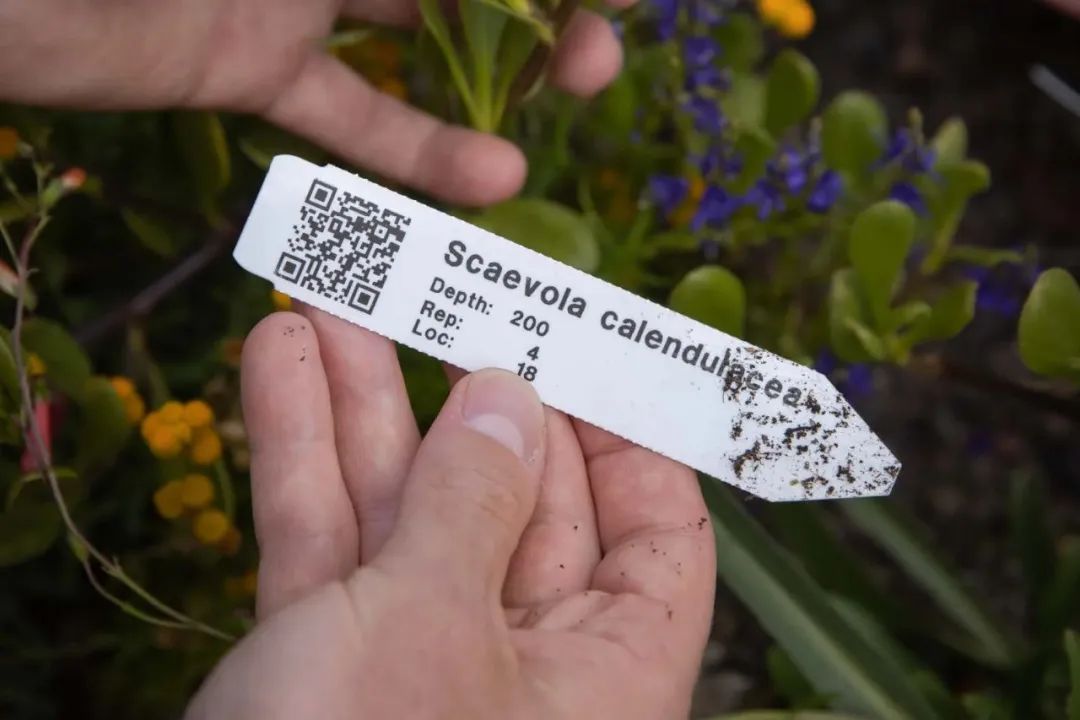 Scaevola calendulacea
Depth: 200
Rep: 4
Loc: 18